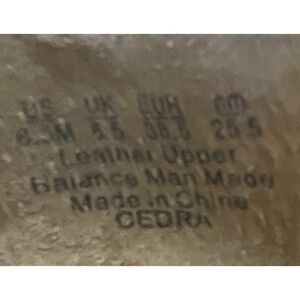 US UK EUR cm
M 5.5 38.5 25.5
Leather Upper
Balance Man Made
Made in China
CEDRA